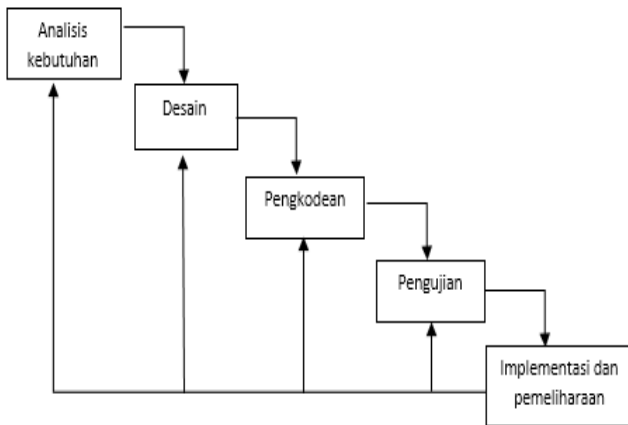 Analisis
kebutuhan
Desain
Pengkodean
Pengujian
Implementasi dan
pemeliharaan